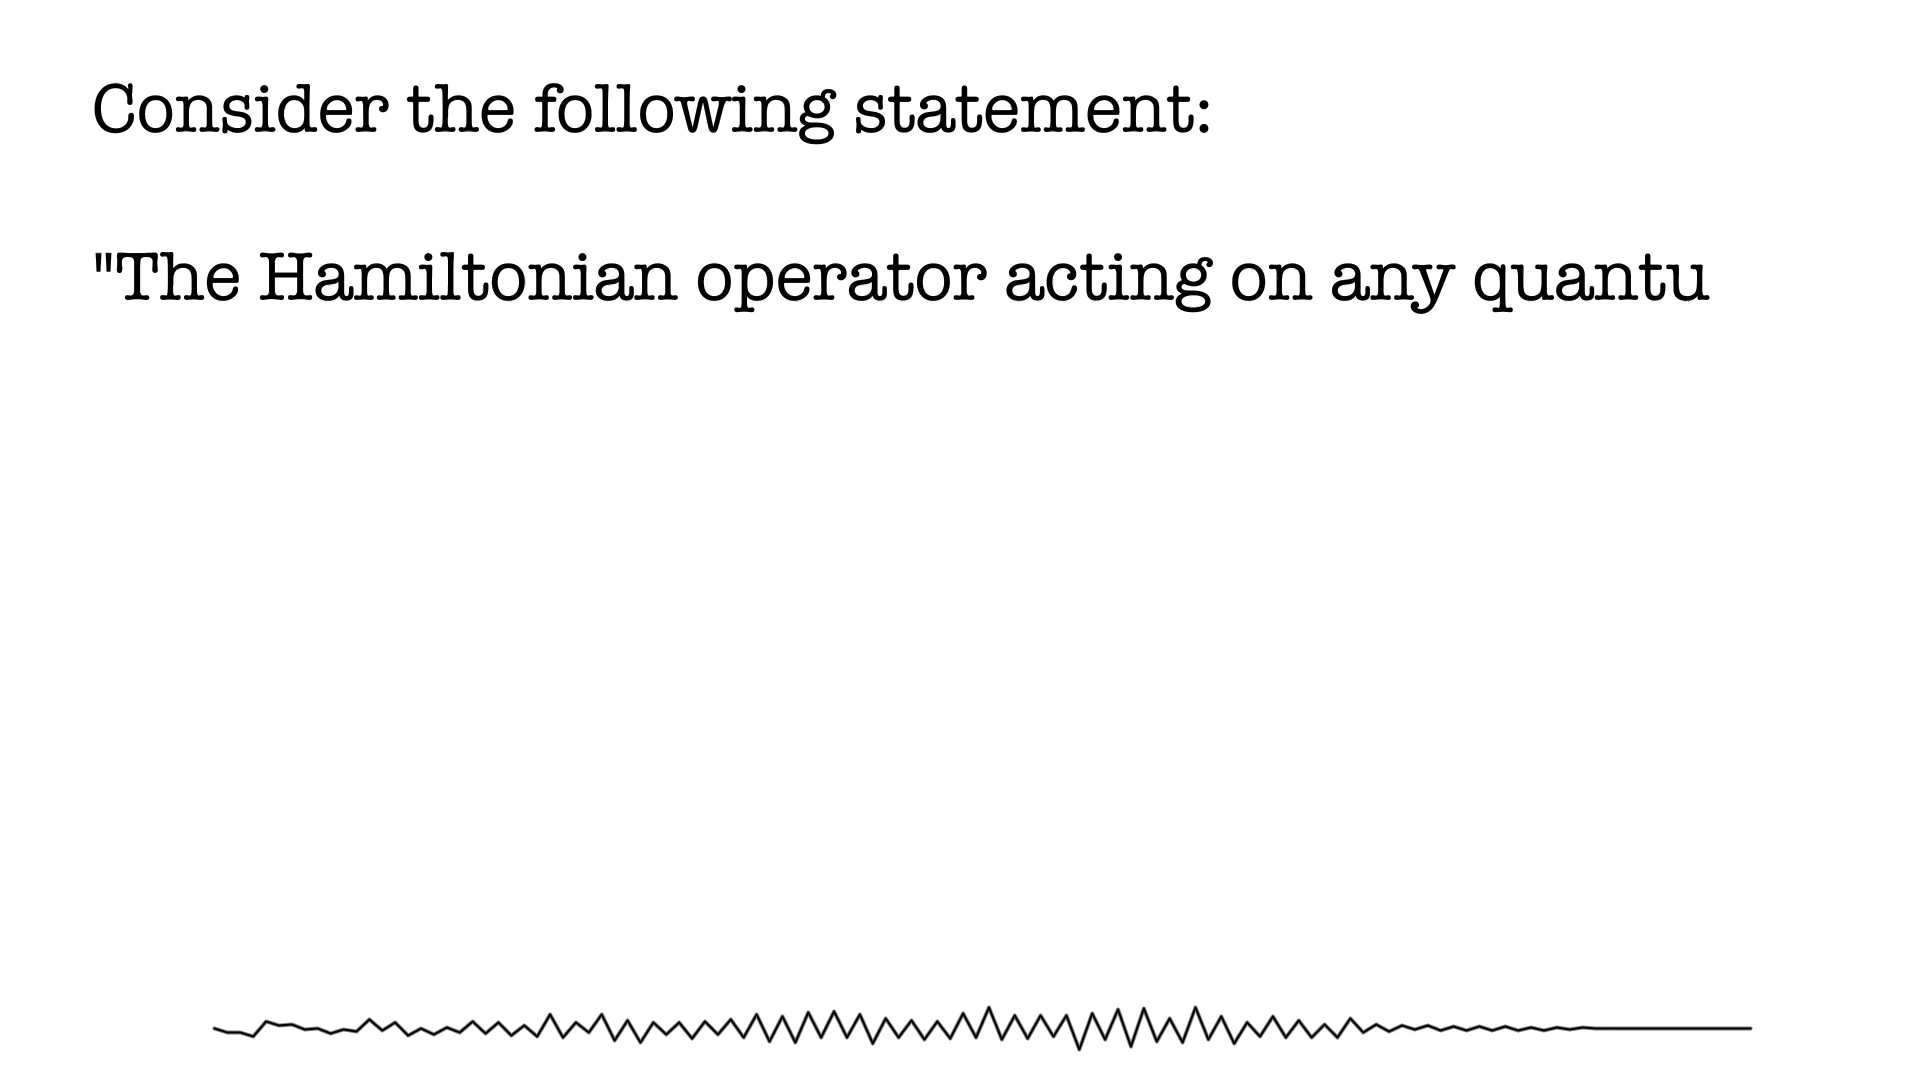 Consider the following statement:
"The Hamiltonian operator acting on any quantu